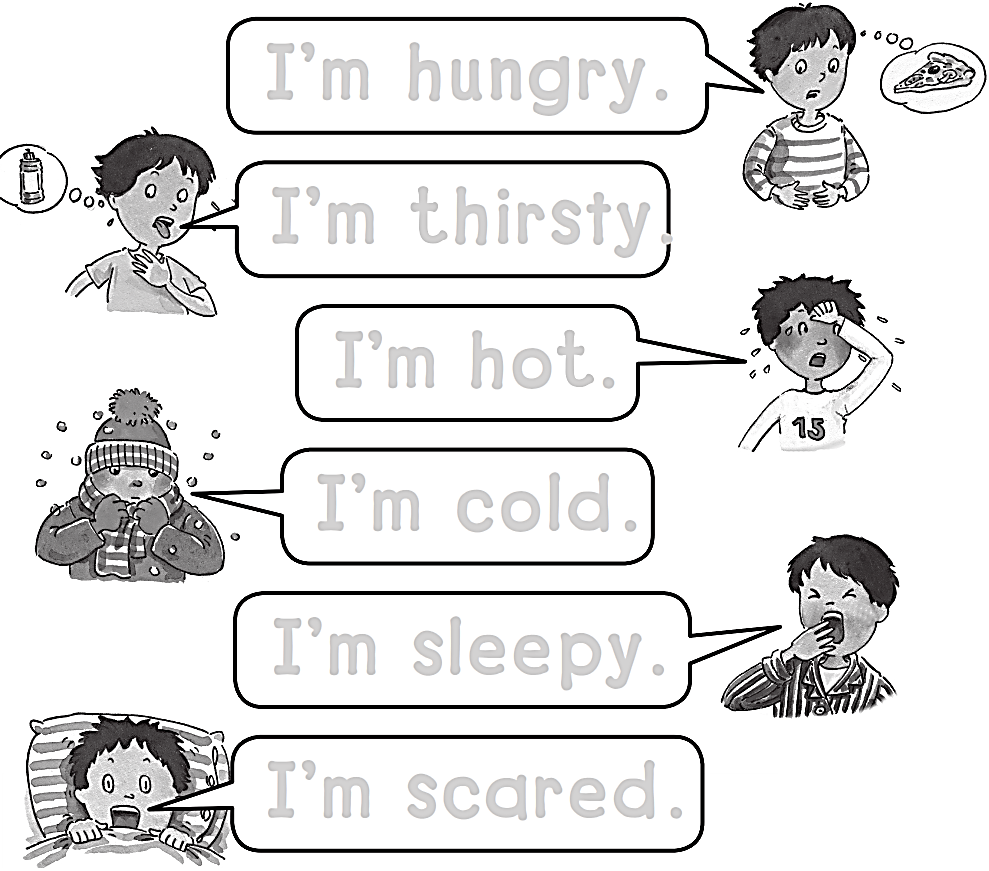 I'm hungry.
I'm thirsty.
I'm hot.
15
I'm cold.
I'm sleepy.
I'm scared.